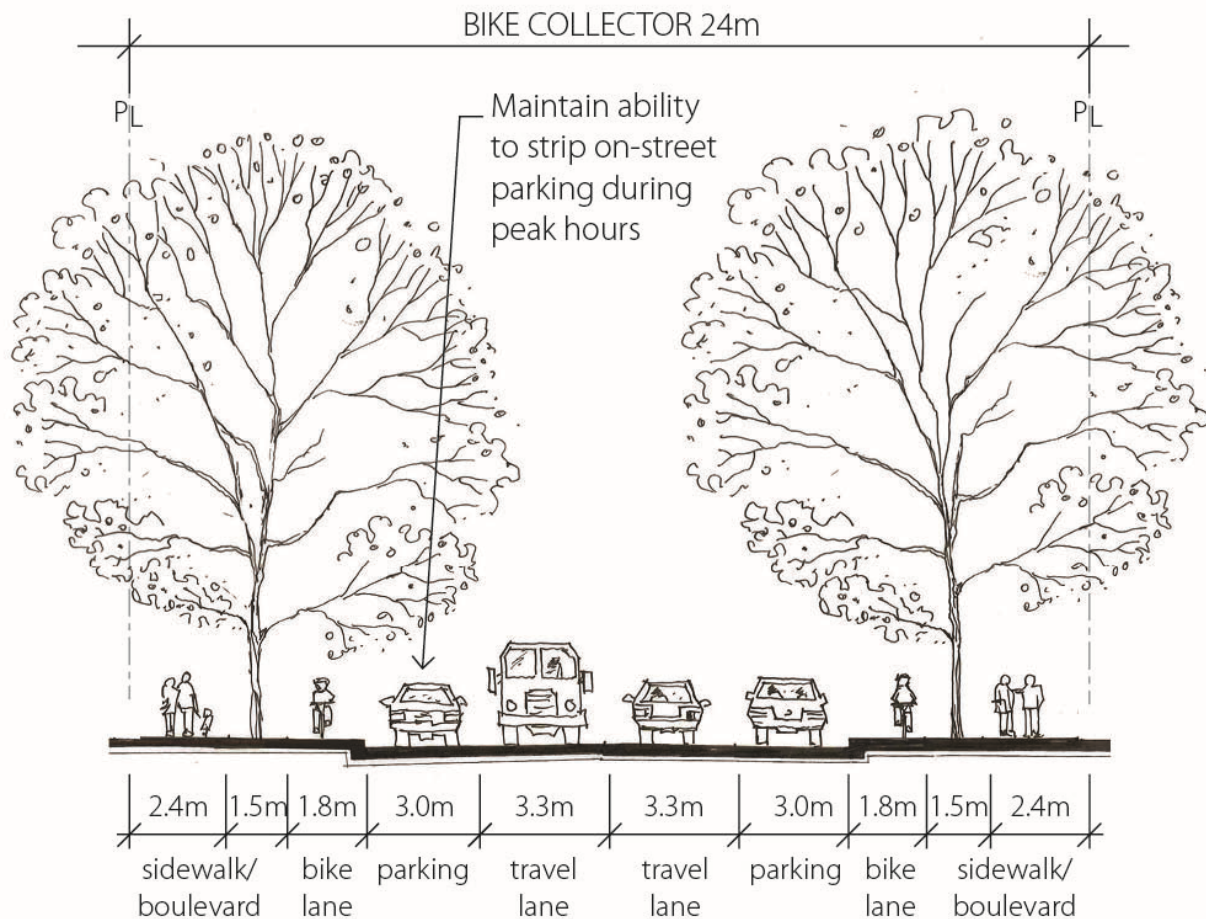 BIKE COLLECTOR 24m
PL
PL
Maintain ability
to strip on-street
parking during
peak hours
2.4m 1.5m 1.8m 3.0m 3.3m 3.3m 3.0m 1.8m 1.5m 2.4m
sidewalk/ bike parking travel travel parking bike sidewalk/
boulevard lane lane lane lane boulevard